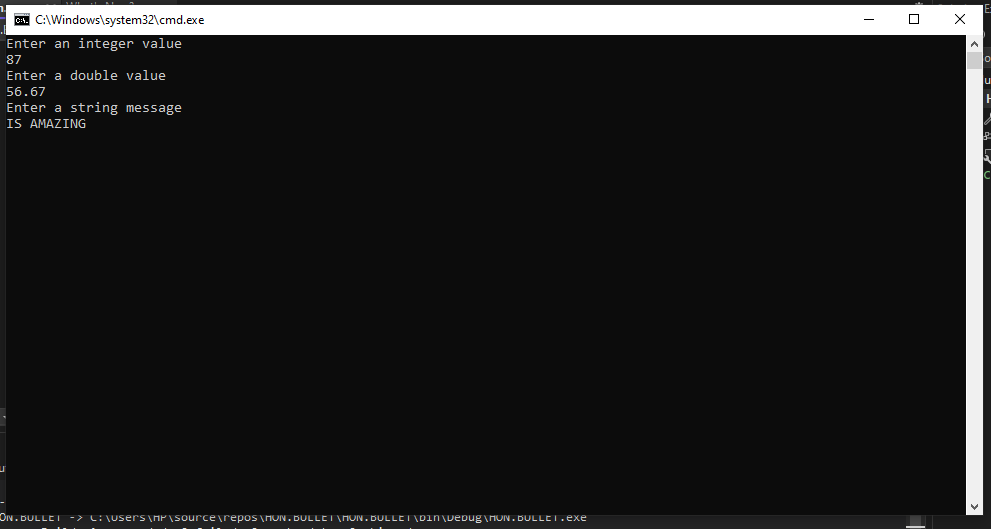 C:\Windows\system32\cmd.exe
Enter an integer value
87
Enter a double value
56.67
Enter a string message
IS AMAZING
HON.BULLET -> C:\Users\HP\source\repos\HON.BULLET\HON.BULLET\bin\Debug\HON.BULLET.exe